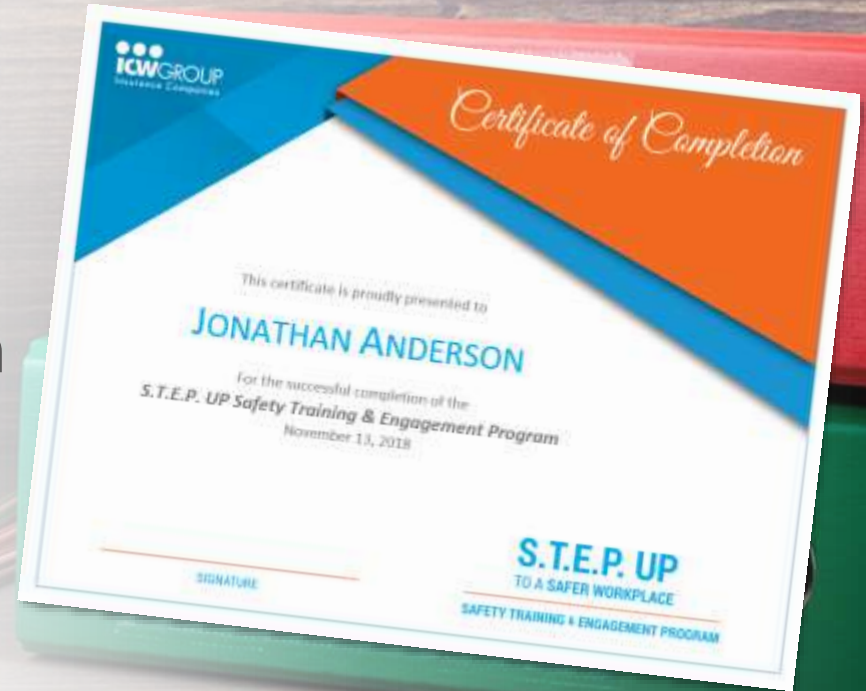 ICWGROUP
Insurance Companies
Certificate of Completion
This certificate is proudly presented to
JONATHAN ANDERSON
For the successful completion of the
S.T.E.P. UP Safety Training & Engagement Program
November 13, 2018
SIGNATURE
S.T.E.P. UP
TO A SAFER WORKPLACE
SAFETY TRAINING & ENGAGEMENT PROGRAM